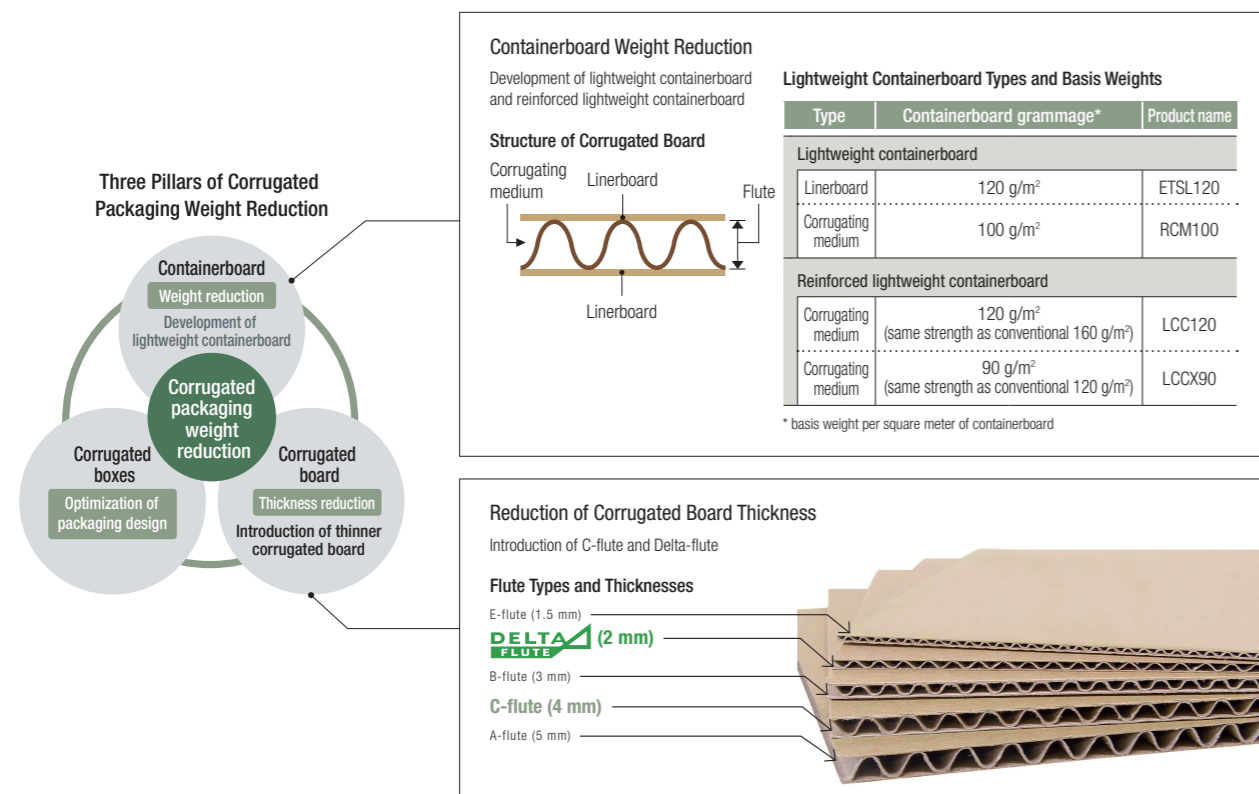 Three Pillars of Corrugated
Packaging Weight Reduction
Containerboard
Weight reduction
Development of
lightweight containerboard
Corrugated
packaging
weight
reduction
Corrugated
boxes
Optimization of
packaging design
Corrugated
board
Thickness reduction
Introduction of thinner
corrugated board
Containerboard Weight Reduction
Development of lightweight containerboard
and reinforced lightweight containerboard
Structure of Corrugated Board
Corrugating
medium
Linerboard
Flute
Linerboard
Lightweight Containerboard Types and Basis Weights
Type Containerboard grammage* Product name
Lightweight containerboard
Linerboard 120 g/m² ETSL120
Corrugating
medium
100 g/m² RCM100
Reinforced lightweight containerboard
Corrugating
medium
120 g/m²
(same strength as conventional 160 g/m²)
LCC120
Corrugating
medium
90 g/m²
(same strength as conventional 120 g/m²)
LCCX90
* basis weight per square meter of containerboard
Reduction of Corrugated Board Thickness
Introduction of C-flute and Delta-flute
Flute Types and Thicknesses
E-flute (1.5 mm)
DELTA
FLUTE
(2 mm)
B-flute (3 mm)
C-flute (4 mm)
A-flute (5 mm)